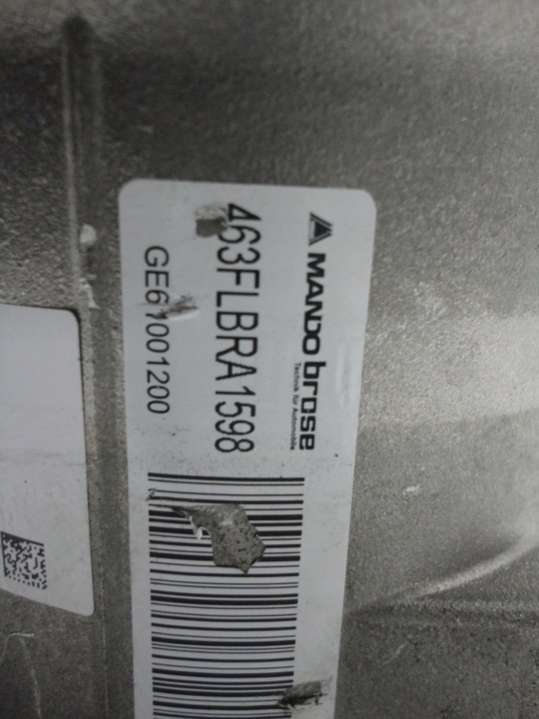 MANDO brose
Technik für Automobile
463FLBRA1598
GE61001200